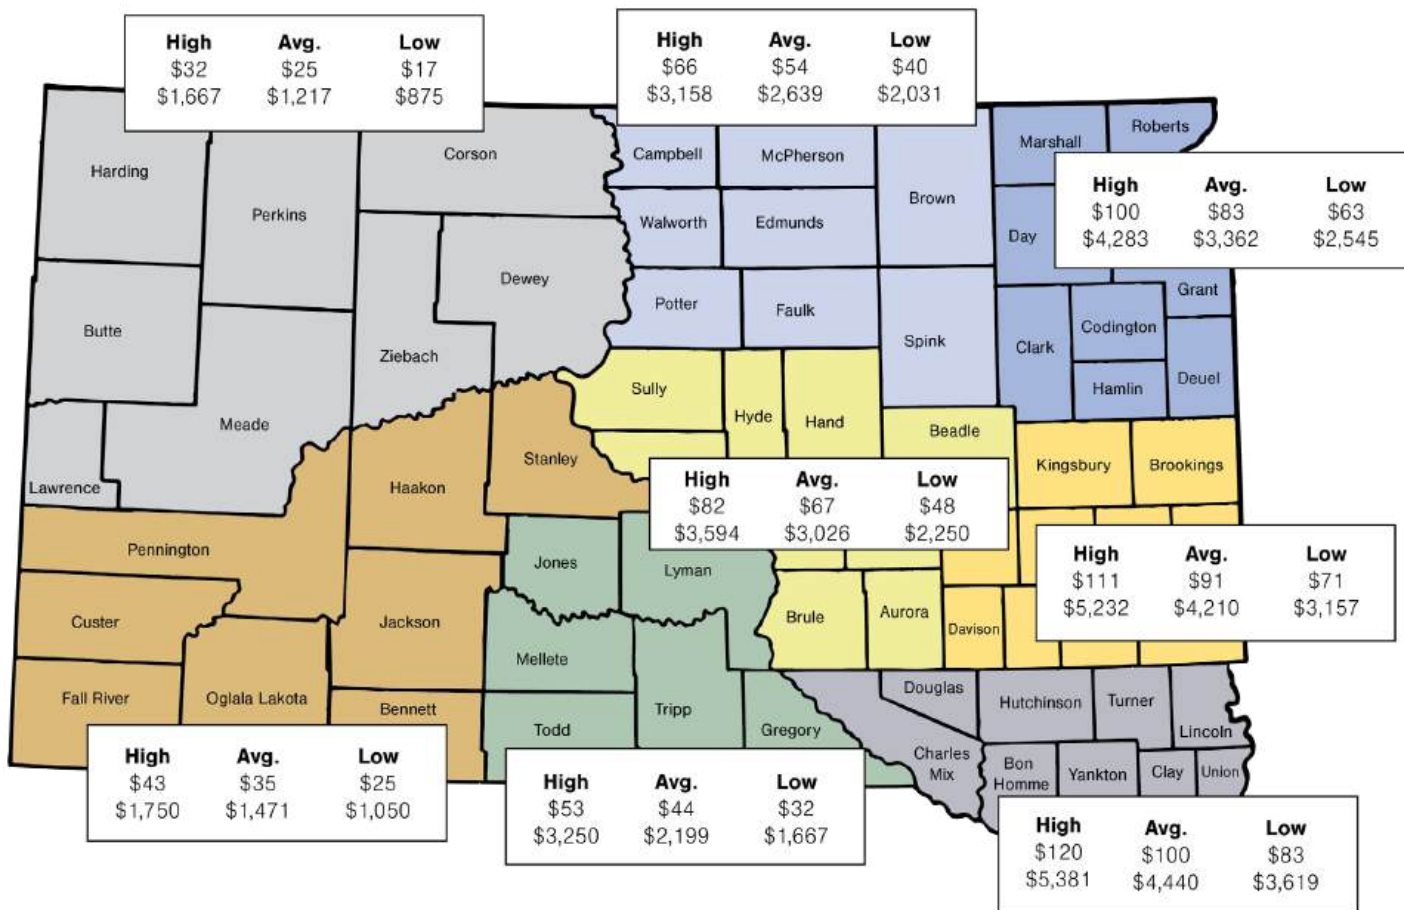 High Avg. Low
$32 $25 $17
$1,667 $1,217 $875
High Avg. Low
$66 $54 $40
$3,158 $2,639 $2,031
Harding
Perkins
Corson
Campbell
McPherson
Brown
Marshall
Roberts
High Avg. Low
$100 $83 $63
$4,283 $3,362 $2,545
Walworth
Edmunds
Day
Dewey
Butte
Ziebach
Potter
Faulk
Spink
Clark
Codington
Grant
Hamlin
Deuel
Meade
Lawrence
Sully
Hyde
Hand
Beadle
Kingsbury
Brookings
Stanley
Haakon
High Avg. Low
$82 $67 $48
$3,594 $3,026 $2,250
Pennington
Jones
Lyman
High Avg. Low
$111 $91 $71
$5,232 $4,210 $3,157
Custer
Jackson
Brule
Aurora
Davison
Mellete
Fall River
Oglala Lakota
Bennett
Todd
Tripp
Gregory
Douglas
Hutchinson
Turner
Lincoln
Charles
Mix
Bon
Homme
Yankton
Clay
Union
High Avg. Low
$43 $35 $25
$1,750 $1,471 $1,050
High Avg. Low
$53 $44 $32
$3,250 $2,199 $1,667
High Avg. Low
$120 $100 $83
$5,381 $4,440 $3,619